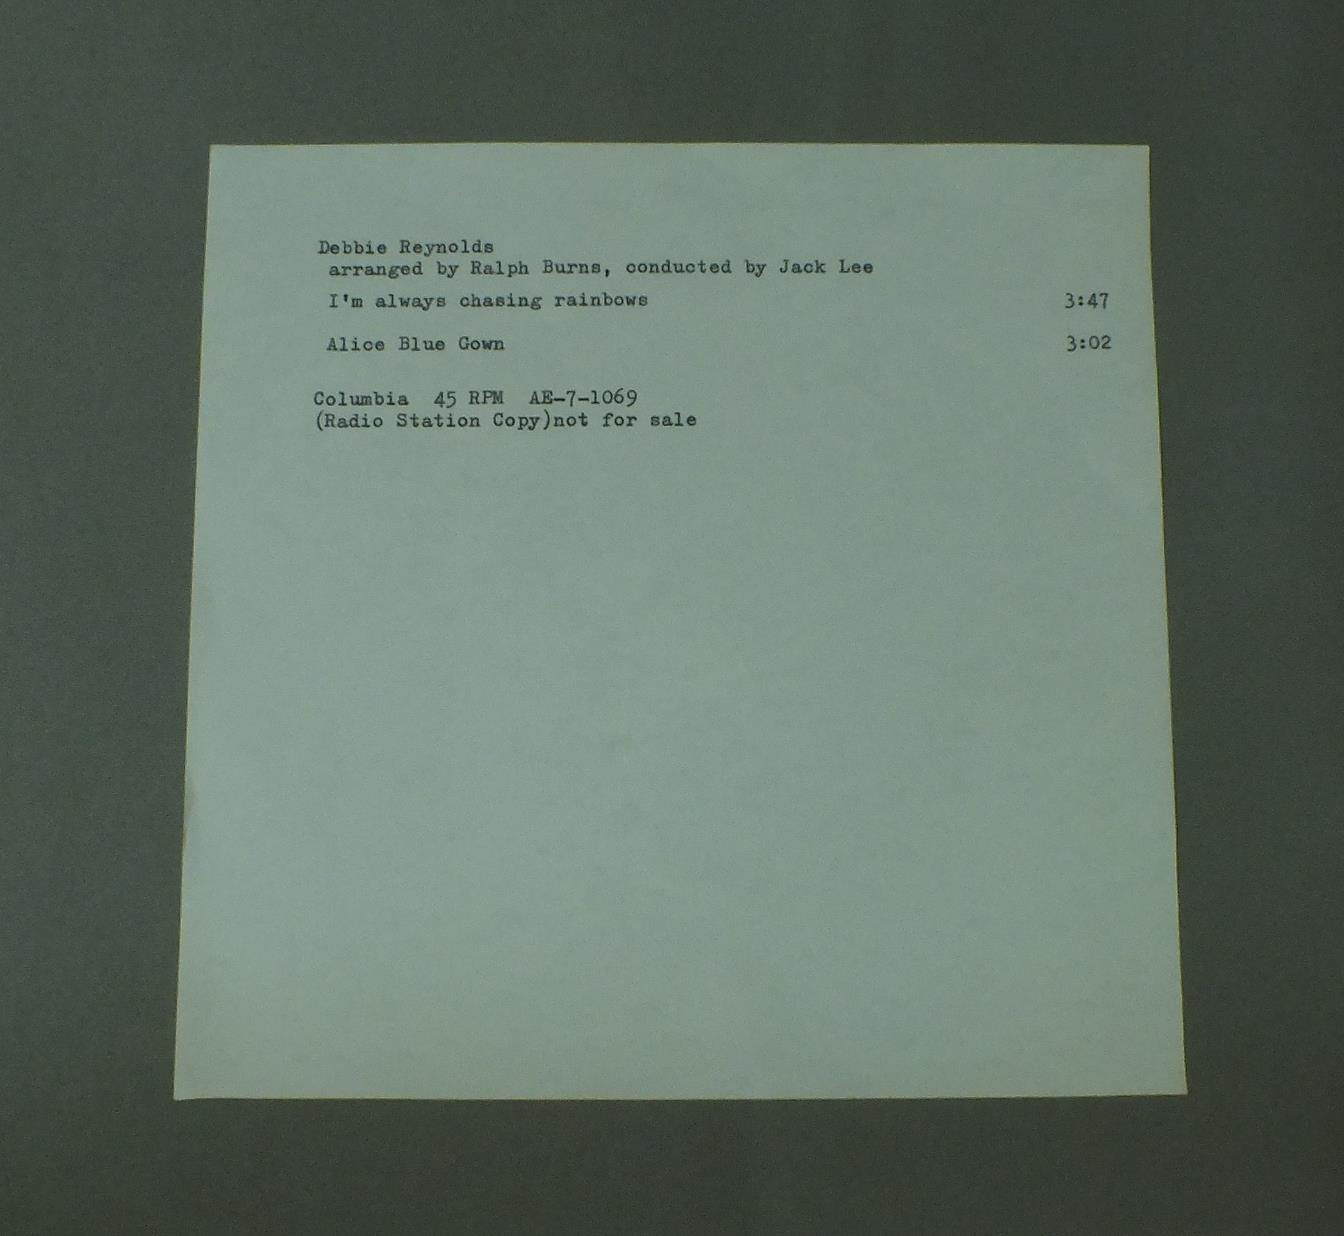 Debbie Reynolds
arranged by Ralph Burns, conducted by Jack Lee
I'm always chasing rainbows 3:47
Alice Blue Gown 3:02
Columbia 45 RPM AE-7-1069
(Radio Station Copy)not for sale